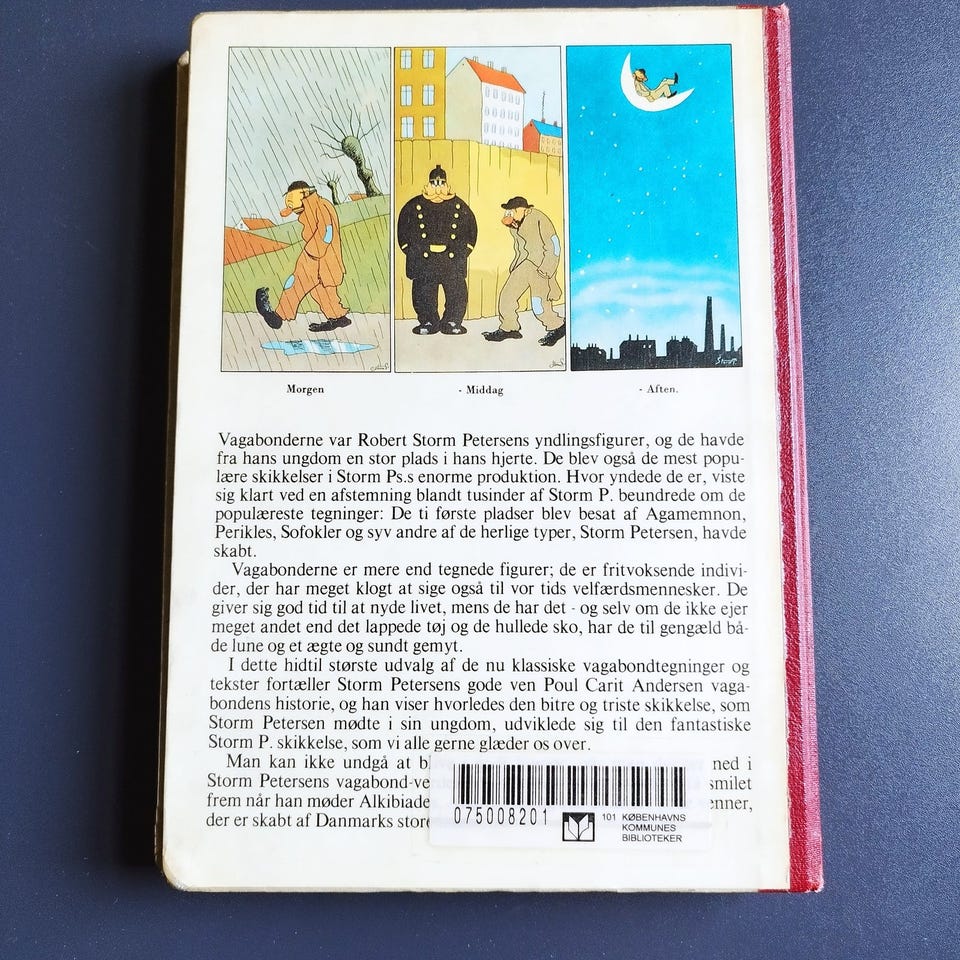 Storm P.
Morgen
- Middag
- Aften.
Vagabonderne var Robert Storm Petersens yndlingsfigurer, og de havde
fra hans ungdom en stor plads i hans hjerte. De blev også de mest popu-
lære skikkelser i Storm Ps.s enorme produktion. Hvor yndede de er, viste
sig klart ved en afstemning blandt tusinder af Storm P. beundrede om de
populæreste tegninger: De ti første pladser blev besat af Agamemnon,
Perikles, Sofokler og syv andre af de herlige typer, Storm Petersen, havde
skabt.
Vagabonderne er mere end tegnede figurer; de er fritvoksende indivi-
der, der har meget klogt at sige også til vor tids velfærdsmennesker. De
giver sig god tid til at nyde livet, mens de har det - og selv om de ikke ejer
meget andet end det lappede tøj og de hullede sko, har de til gengæld bå-
de lune og et ægte og sundt gemyt.
I dette hidtil største udvalg af de nu klassiske vagabondtegninger og
tekster fortæller Storm Petersens gode ven Poul Carit Andersen vaga-
bondens historie, og han viser hvorledes den bitre og triste skikkelse, som
Storm Petersen mødte i sin ungdom, udviklede sig til den fantastiske
Storm P. skikkelse, som vi alle gerne glæder os over.
Man kan ikke undgå at ned i
Storm Petersens smilet
frem når han møder
der er skabt af Danmarks
075008201
101 KØBENHAVNS
KOMMUNES
BIBLIOTEKER